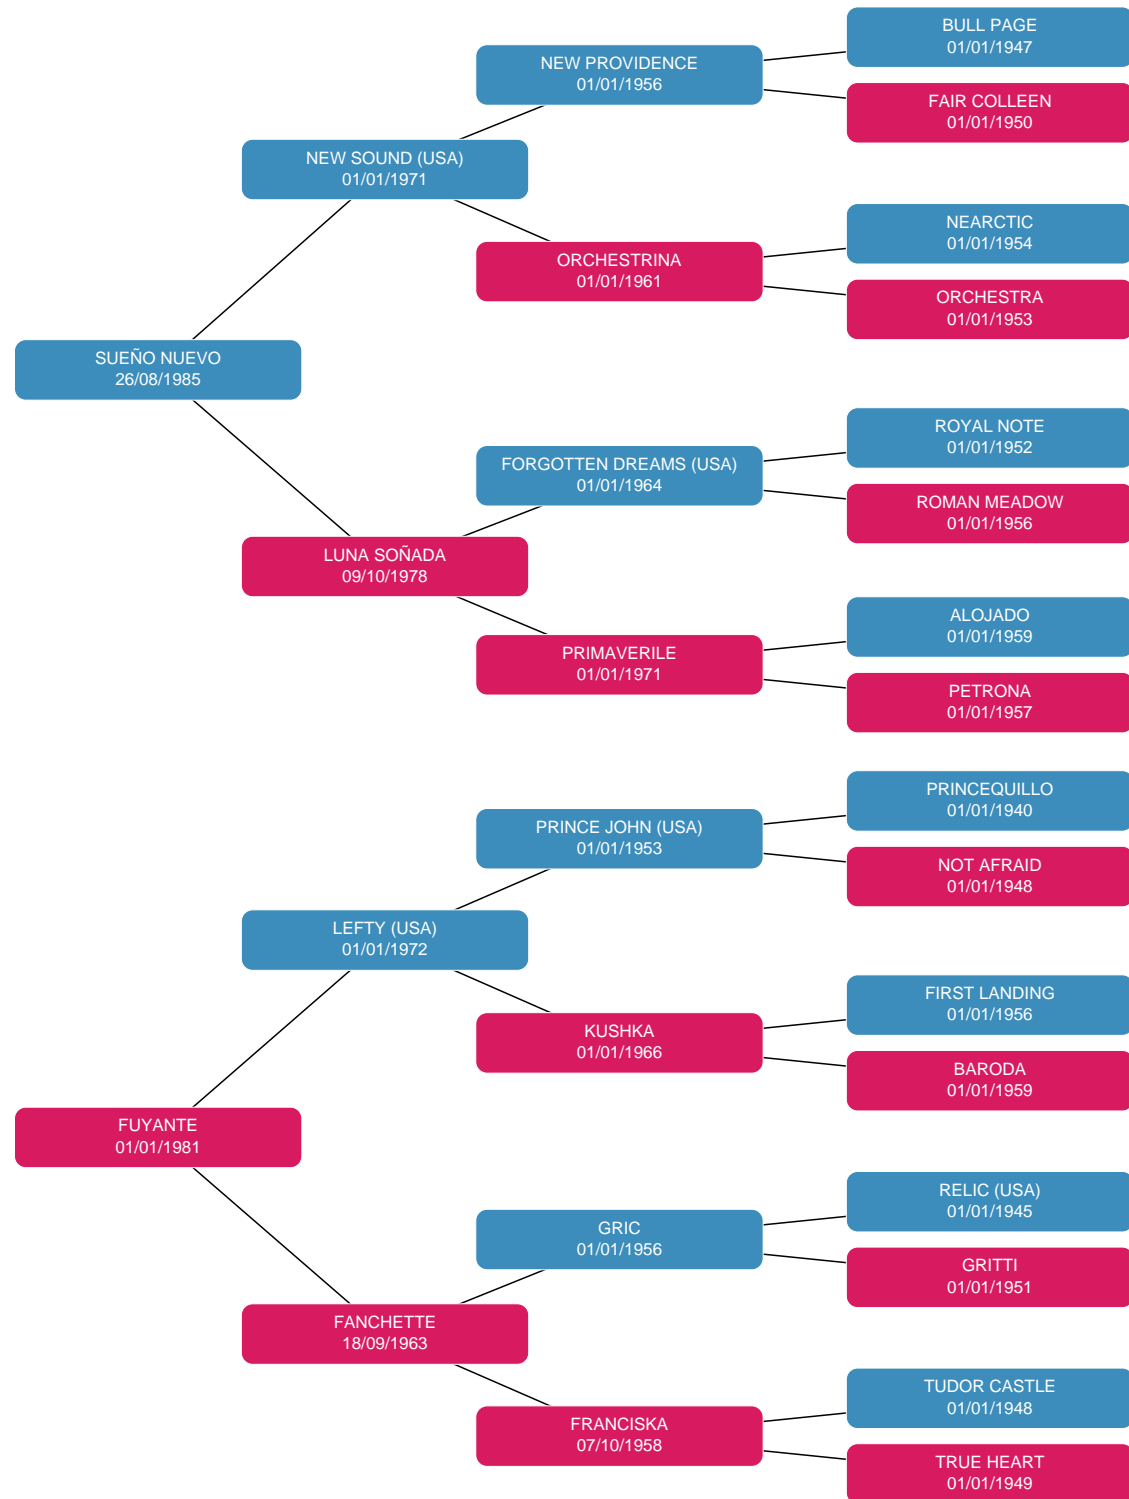 BULL PAGE
01/01/1947
NEW PROVIDENCE
01/01/1956
FAIR COLLEEN
01/01/1950
NEW SOUND (USA)
01/01/1971
NEARCTIC
01/01/1954
ORCHESTRINA
01/01/1961
ORCHESTRA
01/01/1953
SUEÑO NUEVO
26/08/1985
ROYAL NOTE
01/01/1952
FORGOTTEN DREAMS (USA)
01/01/1964
ROMAN MEADOW
01/01/1956
LUNA SOÑADA
09/10/1978
ALOJADO
01/01/1959
PRIMAVERILE
01/01/1971
PETRONA
01/01/1957
PRINCEQUILLO
01/01/1940
PRINCE JOHN (USA)
01/01/1953
NOT AFRAID
01/01/1948
LEFTY (USA)
01/01/1972
FIRST LANDING
01/01/1956
KUSHKA
01/01/1966
BARODA
01/01/1959
FUYANTE
01/01/1981
RELIC (USA)
01/01/1945
GRIC
01/01/1956
GRITTI
01/01/1951
FANCHETTE
18/09/1963
TUDOR CASTLE
01/01/1948
FRANCISKA
07/10/1958
TRUE HEART
01/01/1949